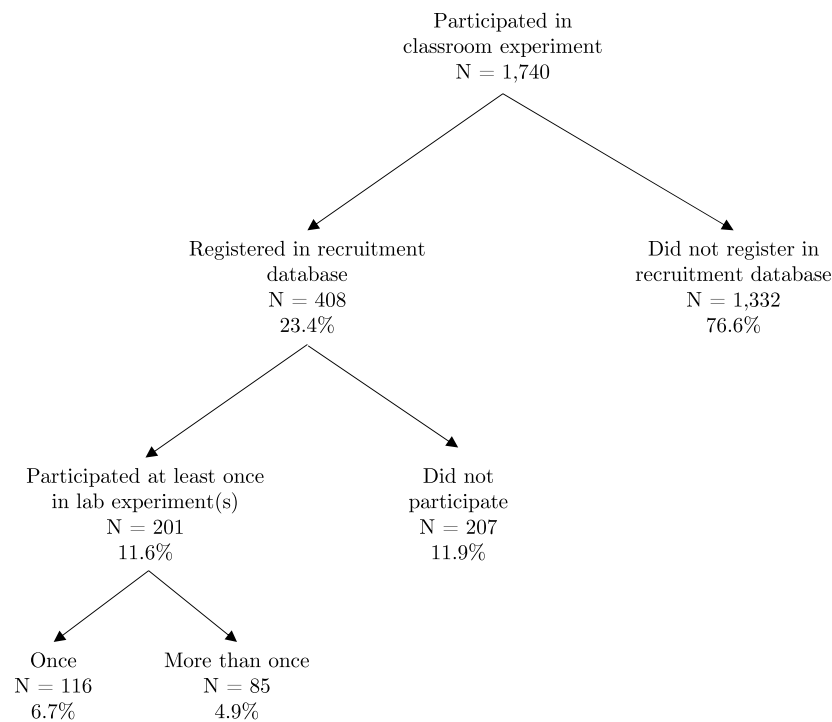 Participated in
classroom experiment
N = 1,740
Registered in recruitment
database
N = 408
23.4%
Did not register in
recruitment database
N = 1,332
76.6%
Participated at least once
in lab experiment(s)
N = 201
11.6%
Did not
participate
N = 207
11.9%
Once
N = 116
6.7%
More than once
N = 85
4.9%